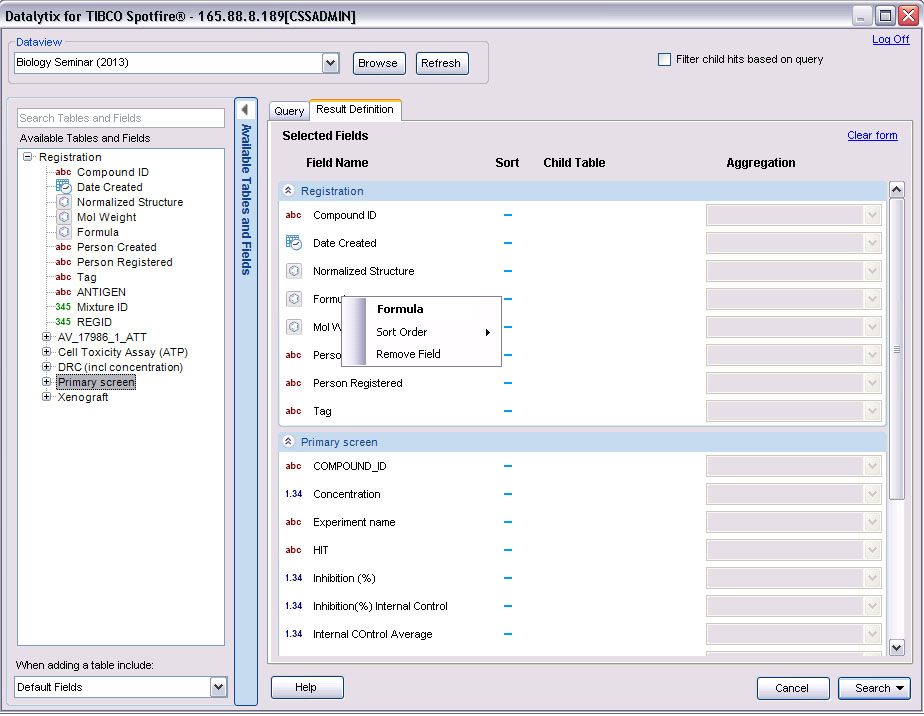 Datalytix for TIBCO Spotfire® - 165.88.8.189[CSSADMIN]
Log Off
Dataview
Biology Seminar (2013)
Browse
Refresh
Filter child hits based on query
Search Tables and Fields
Available Tables and Fields
Registration
abc Compound ID
Date Created
Normalized Structure
Mol Weight
Formula
abc Person Created
abc Person Registered
abc Tag
abc ANTIGEN
345 Mixture ID
345 REGID
AV_17986_1_ATT
Cell Toxicity Assay (ATP)
DRC (incl concentration)
Primary screen
Xenograft
When adding a table include:
Default Fields
Available Tables and Fields
Query
Result Definition
Selected Fields
Clear form
Field Name Sort Child Table Aggregation
Registration
abc Compound ID
Date Created
Normalized Structure
Formul
Mol W
abc Perso
abc Person Registered
abc Tag
Formula
Sort Order
Remove Field
Primary screen
abc COMPOUND_ID
1.34 Concentration
abc Experiment name
abc HIT
1.34 Inhibition (%)
1.34 Inhibition(%) Internal Control
1.34 Internal COntrol Average
Help
Cancel
Search